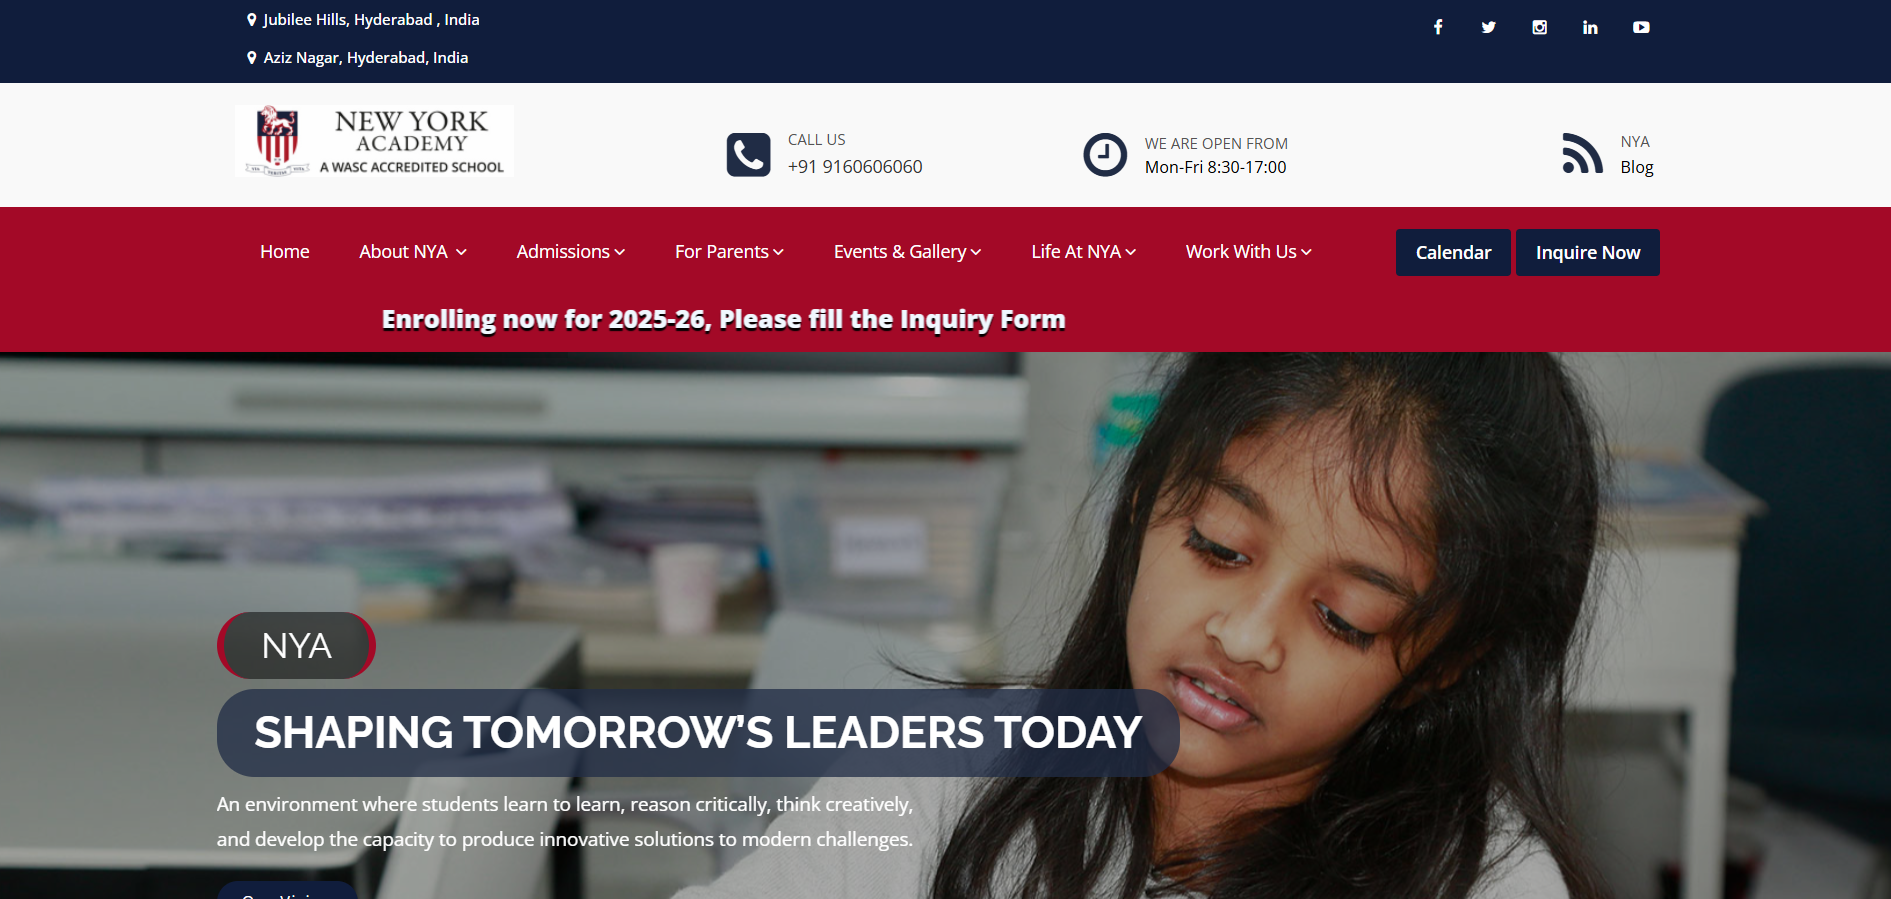 Jubilee Hills, Hyderabad , India
Aziz Nagar, Hyderabad, India
NEW YORK
ACADEMY
A WASC ACCREDITED SCHOOL
CALL US
+91 9160606060
WE ARE OPEN FROM
Mon-Fri 8:30-17:00
NYA
Blog
Home
About NYA
Admissions
For Parents
Events & Gallery
Life At NYA
Work With Us
Calendar
Inquire Now
Enrolling now for 2025-26, Please fill the Inquiry Form
NYA
SHAPING TOMORROW'S LEADERS TODAY
An environment where students learn to learn, reason critically, think creatively,
and develop the capacity to produce innovative solutions to modern challenges.